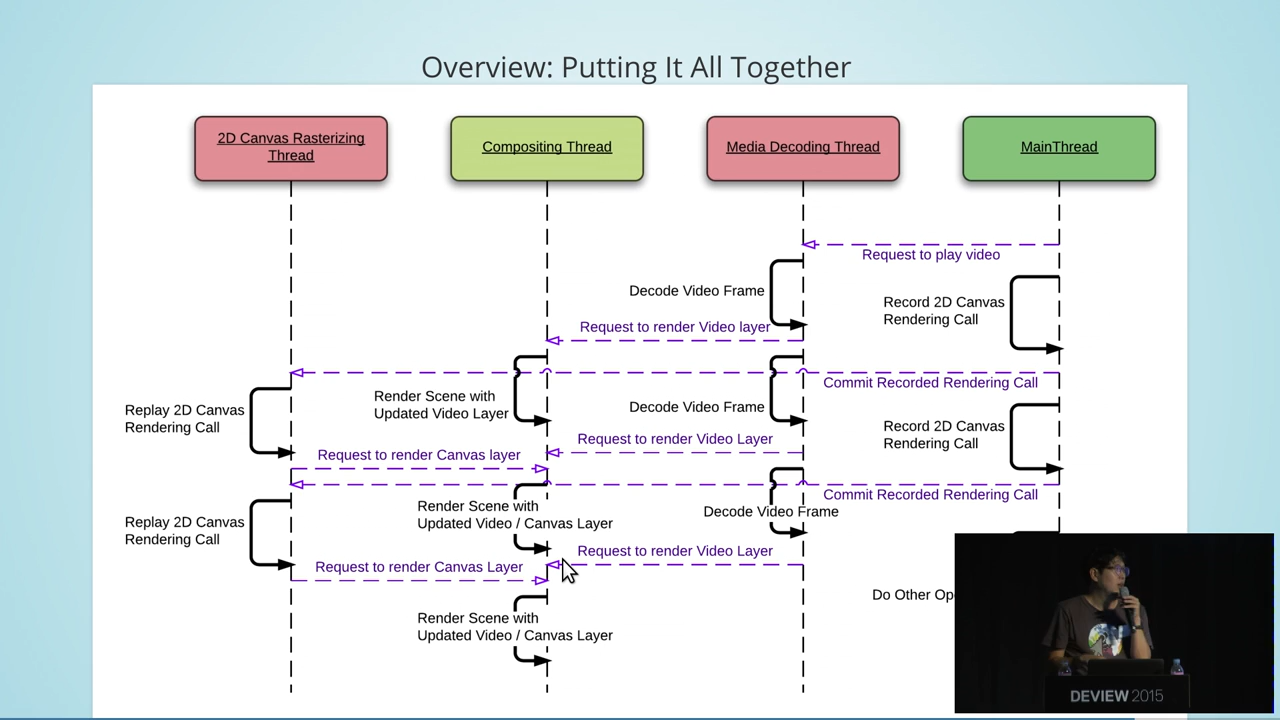 Overview: Putting It All Together
2D Canvas Rasterizing
Thread
Compositing Thread
Media Decoding Thread
MainThread
Request to play video
Decode Video Frame
Record 2D Canvas
Rendering Call
Request to render Video layer
Commit Recorded Rendering Call
Render Scene with
Updated Video Layer
Decode Video Frame
Replay 2D Canvas
Rendering Call
Record 2D Canvas
Rendering Call
Request to render Video Layer
Request to render Canvas layer
Commit Recorded Rendering Call
Render Scene with
Updated Video / Canvas Layer
Decode Video Frame
Replay 2D Canvas
Rendering Call
Request to render Video Layer
Request to render Canvas Layer
Do Other Op
Render Scene with
Updated Video / Canvas Layer
DEVIEW 2015